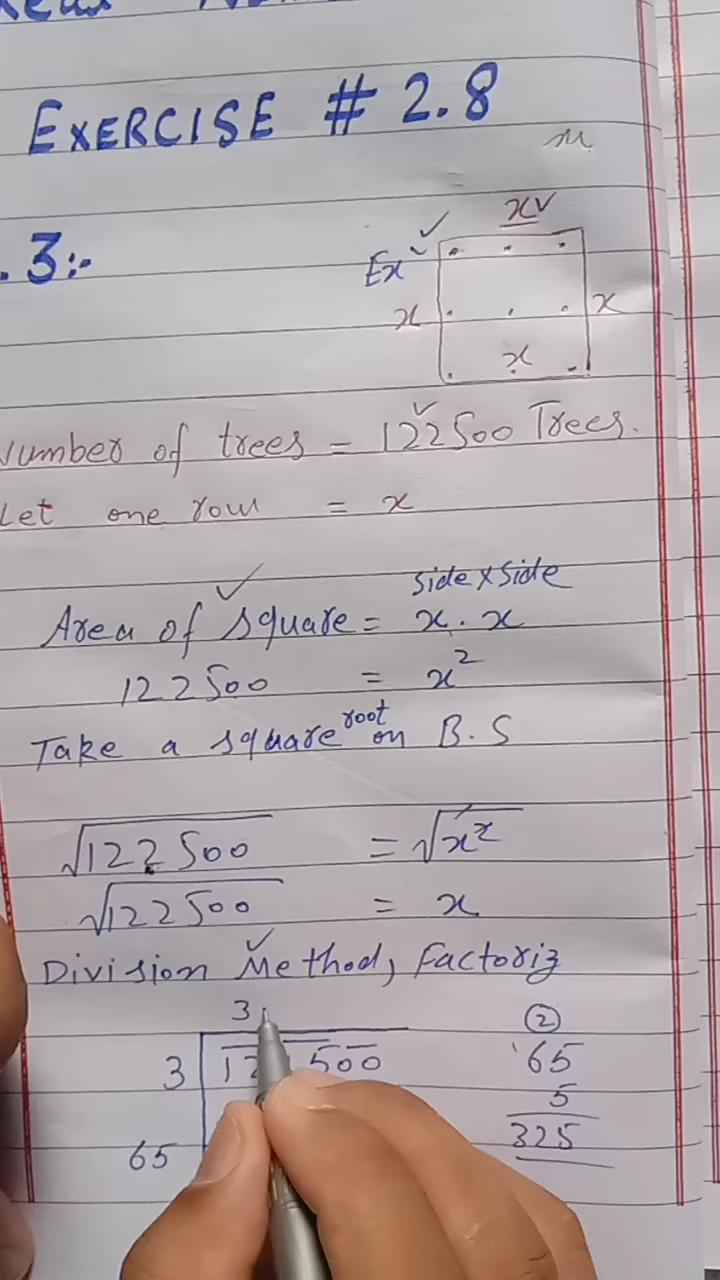 EXERCISE # 2.8
. 3:-
x
Ex
x
x
x
Number of trees = 122500 Trees.
Let one row = x
side x side
Area of square = x . x
122500 = x²
Take a square root on B.S
√122500 = √x²
√122500 = x
Division Method, Factoriz
3
②
3
500
65
5
65
325